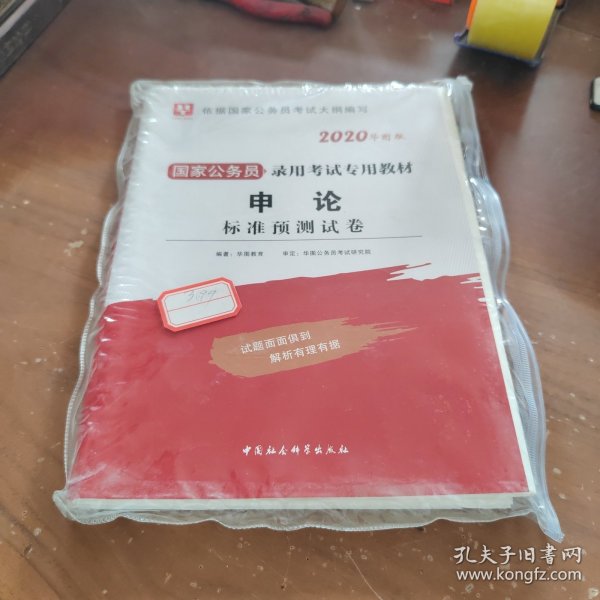 依据国家公务员考试大纲编写
2020华图版
国家公务员 录用考试专用教材
申 论
标准预测试卷
编著:华图教育 审定:华图公务员考试研究院
试题面面俱到
解析有理有据
中国社会科学出版社
孔夫子旧书网
www.kongfz.com